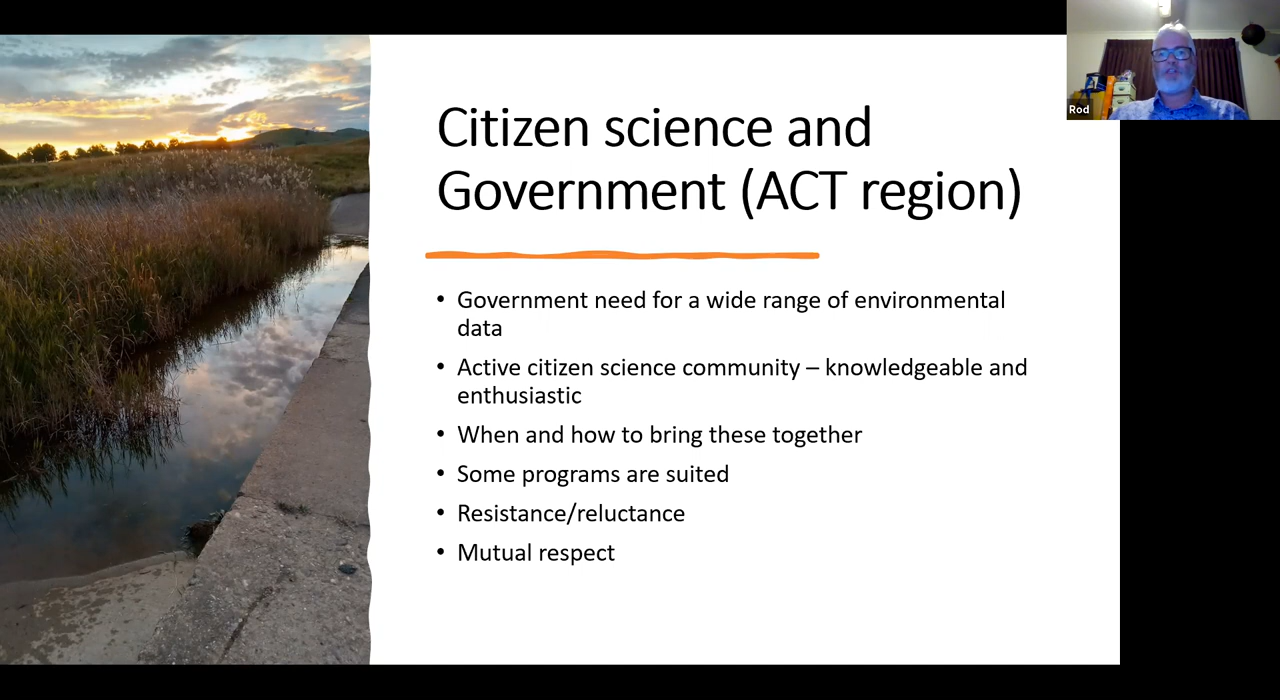 Citizen science and
Government (ACT region)
• Government need for a wide range of environmental
data
• Active citizen science community – knowledgeable and
enthusiastic
• When and how to bring these together
• Some programs are suited
• Resistance/reluctance
• Mutual respect
Rod